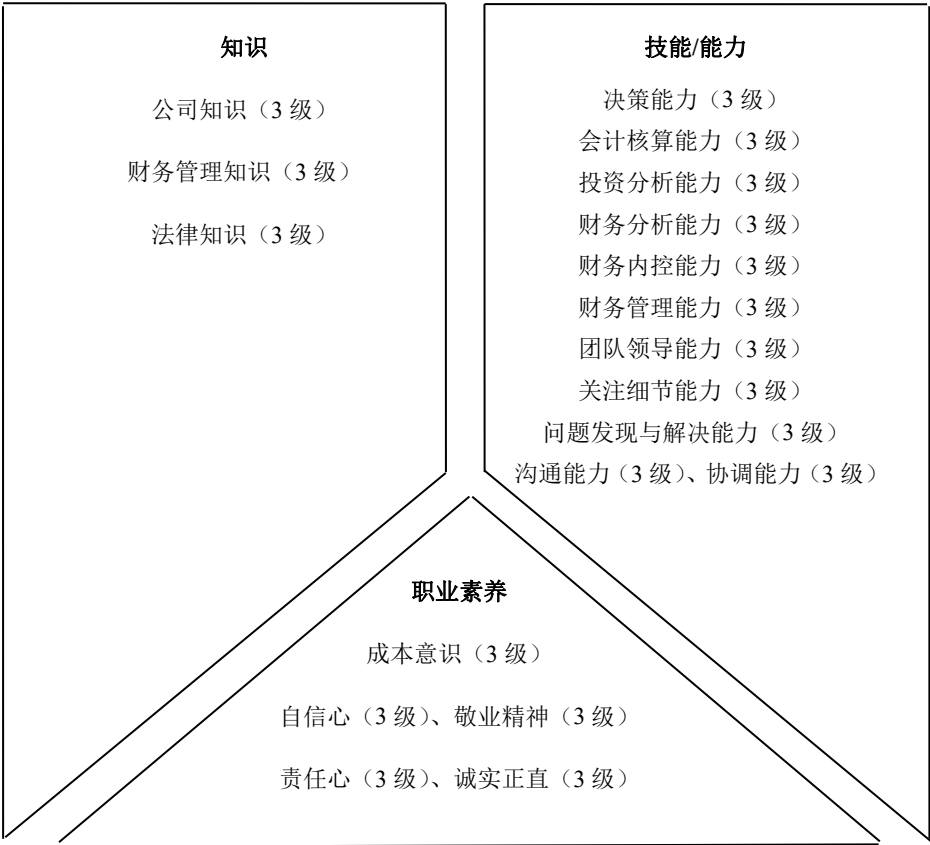 知识
公司知识（3 级）
财务管理知识（3 级）
法律知识（3 级）
技能/能力
决策能力（3 级）
会计核算能力（3 级）
投资分析能力（3 级）
财务分析能力（3 级）
财务内控能力（3 级）
财务管理能力（3 级）
团队领导能力（3 级）
关注细节能力（3 级）
问题发现与解决能力（3 级）
沟通能力（3 级）、协调能力（3 级）
职业素养
成本意识（3 级）
自信心（3 级）、敬业精神（3 级）
责任心（3 级）、诚实正直（3 级）